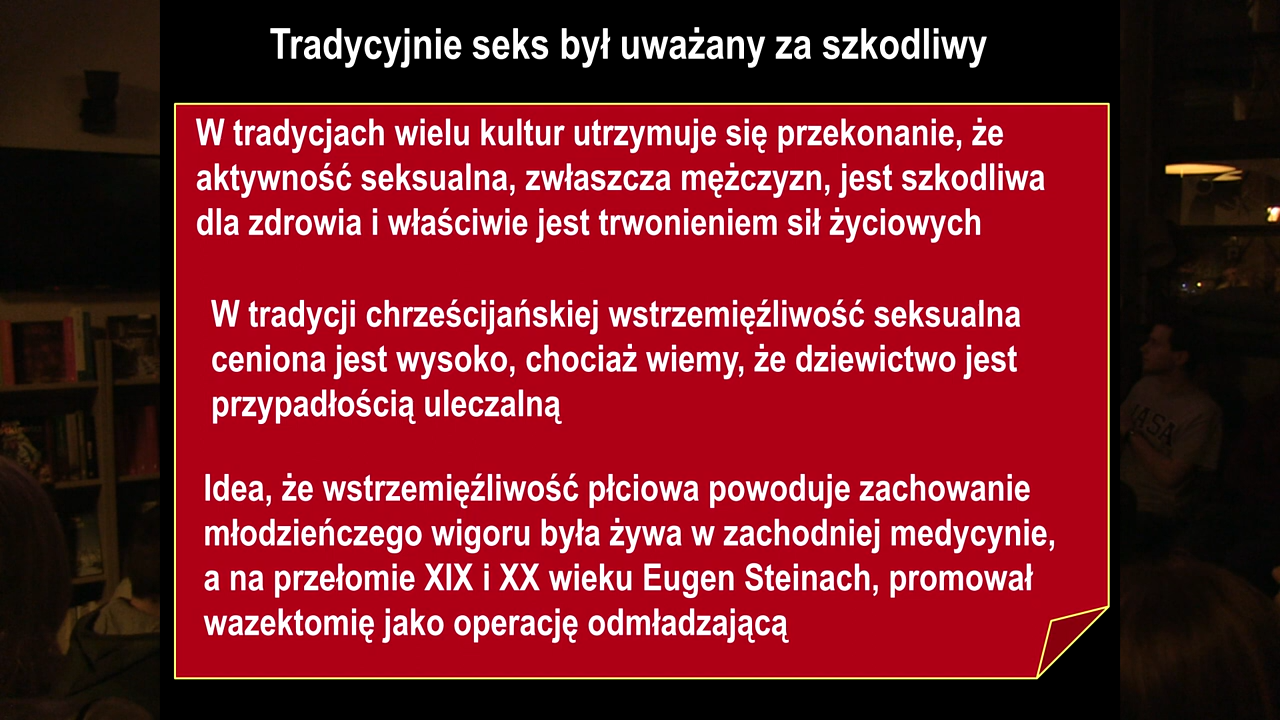 Tradycyjnie seks był uważany za szkodliwy
W tradycjach wielu kultur utrzymuje się przekonanie, że
aktywność seksualna, zwłaszcza mężczyzn, jest szkodliwa
dla zdrowia i właściwie jest trwonieniem sił życiowych
W tradycji chrześcijańskiej wstrzemięźliwość seksualna
ceniona jest wysoko, chociaż wiemy, że dziewictwo jest
przypadłością uleczalną
Idea, że wstrzemięźliwość płciowa powoduje zachowanie
młodzieńczego wigoru była żywa w zachodniej medycynie,
a na przełomie XIX i XX wieku Eugen Steinach, promował
wazektomię jako operację odmładzającą
NASA